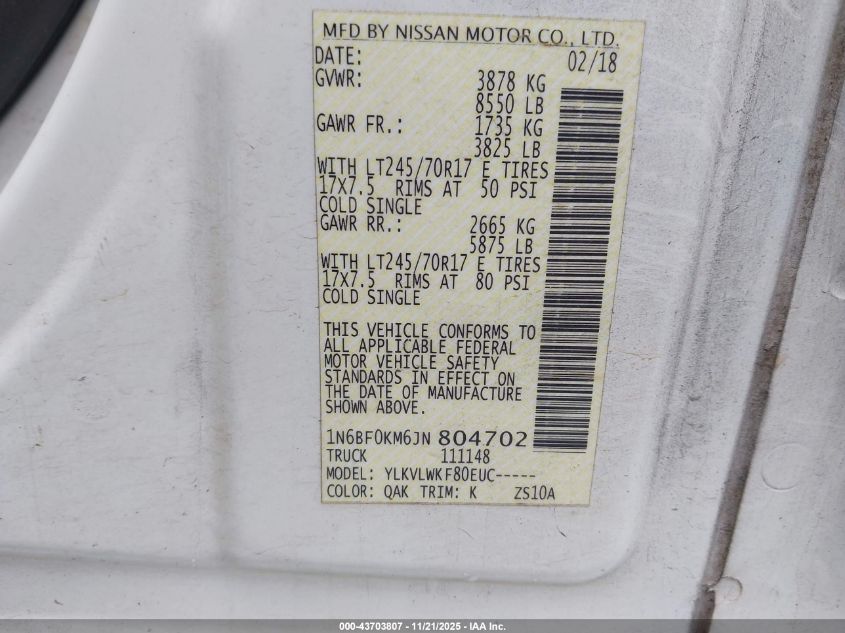 MFD BY NISSAN MOTOR CO., LTD.
DATE: 02/18
GVWR: 3878 KG
8550 LB
GAWR FR.: 1735 KG
3825 LB
WITH LT245/70R17 E TIRES
17X7.5 RIMS AT 50 PSI
COLD SINGLE
GAWR RR.: 2665 KG
5875 LB
WITH LT245/70R17 E TIRES
17X7.5 RIMS AT 80 PSI
COLD SINGLE
THIS VEHICLE CONFORMS TO
ALL APPLICABLE FEDERAL
MOTOR VEHICLE SAFETY
STANDARDS IN EFFECT ON
THE DATE OF MANUFACTURE
SHOWN ABOVE.
1N6BF0KM6JN 804702
TRUCK 111148
MODEL: YLKVLWKF80EUC-----
COLOR: QAK TRIM: K ZS10A
000-43703807 - 11/21/2025 - IAA Inc.